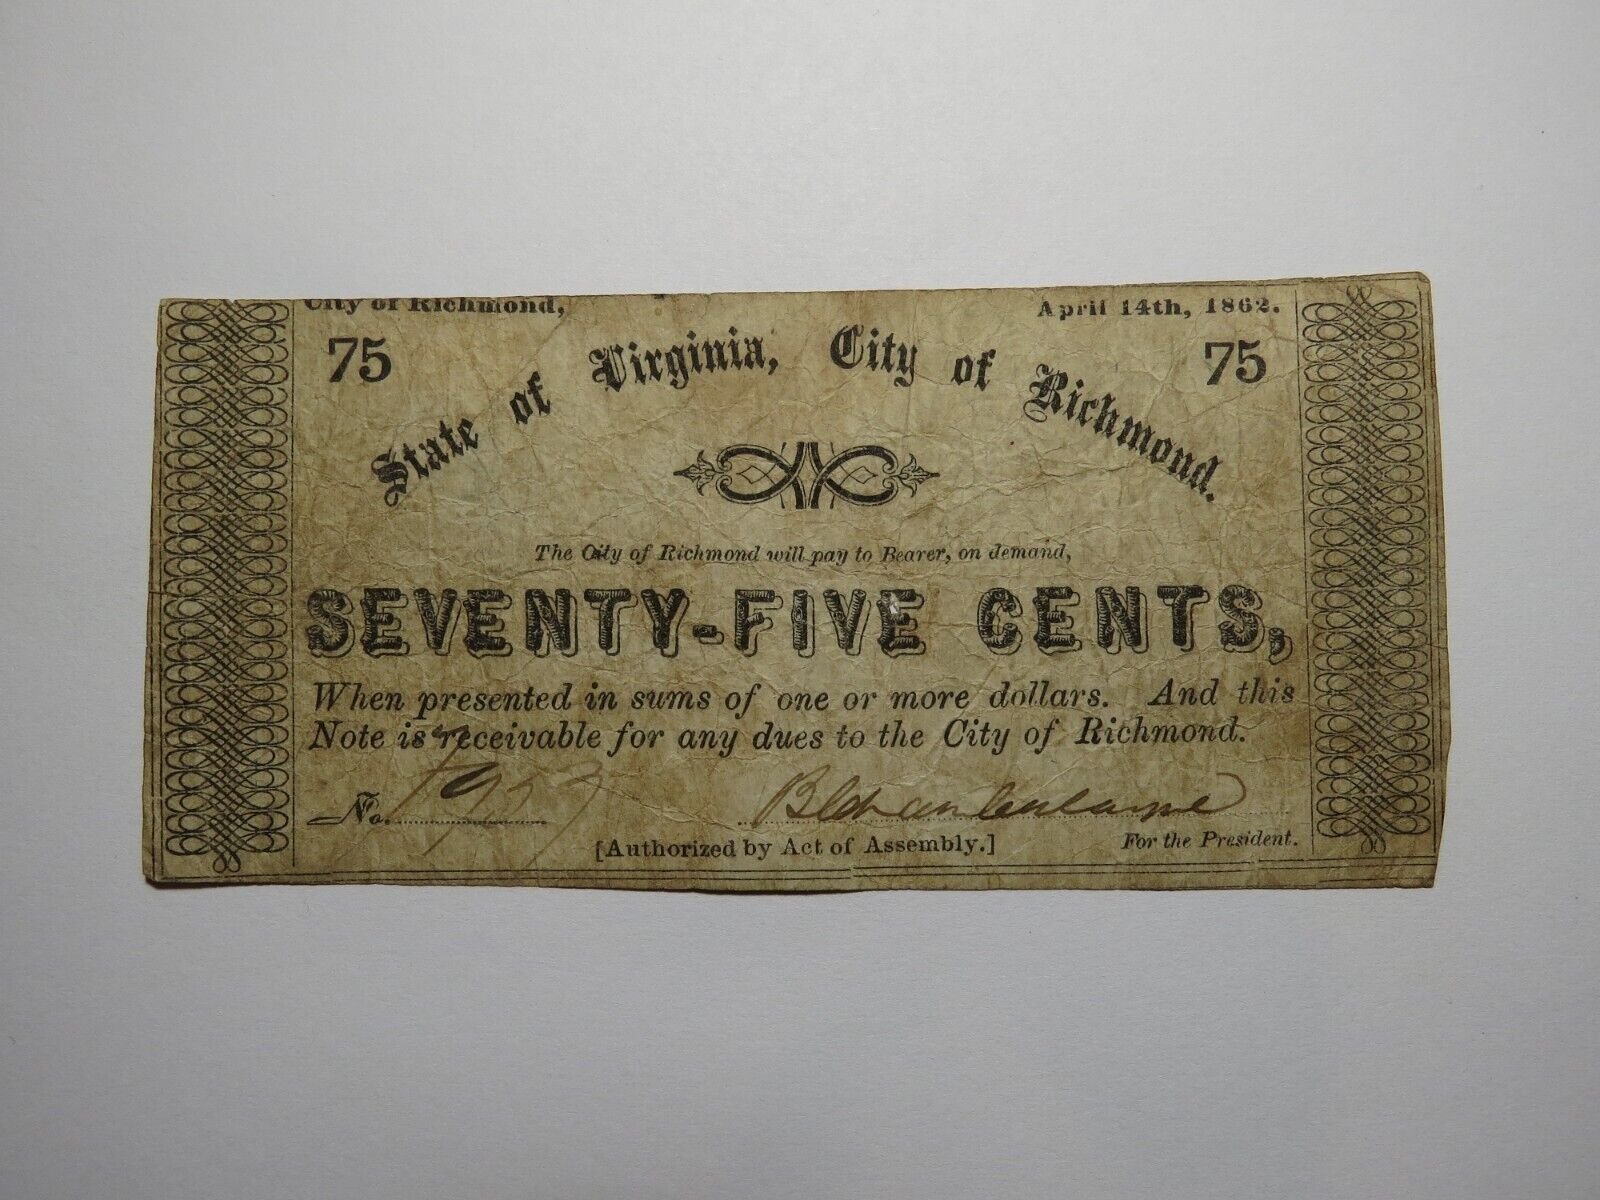 City of Richmond, April 14th, 1862.
75 75
State of Virginia, City of Richmond.
The City of Richmond will pay to Bearer, on demand,
SEVENTY-FIVE CENTS,
When presented in sums of one or more dollars. And this
Note is receivable for any dues to the City of Richmond.
No.
[Authorized by Act of Assembly.] For the President.